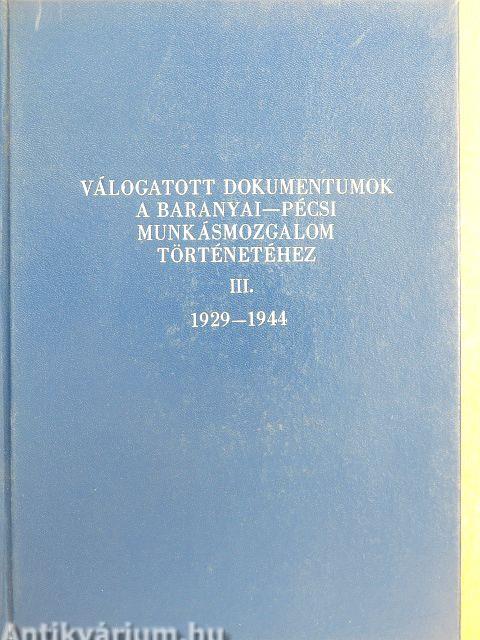 VÁLOGATOTT DOKUMENTUMOK
A BARANYAI—PÉCSI
MUNKÁSMOZGALOM
TÖRTÉNETÉHEZ
III.
1929—1944
Antikvárium.hu